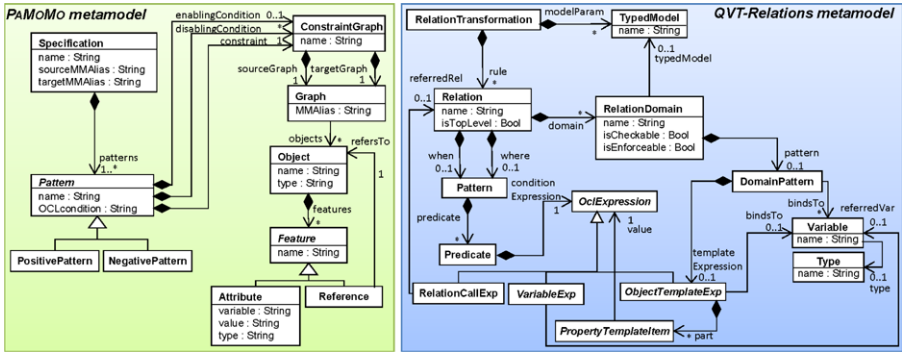 PAMOMO metamodel
enablingCondition 0..1
disablingCondition *
constraint 1
Specification
name : String
sourceMMAlias : String
targetMMAlias : String
ConstraintGraph
name : String
sourceGraph targetGraph
1 1
Graph
MMAlias : String
objects * refersTo
1
Object
name : String
type : String
patterns
1..*
Pattern
name : String
OCLcondition : String
features
*
Feature
name : String
PositivePattern NegativePattern
Attribute
variable : String
value : String
type : String
Reference
QVT-Relations metamodel
RelationTransformation
modelParam
*
TypedModel
name : String
0..1
typedModel
referredRel
0..1
rule
*
Relation
name : String
isTopLevel : Bool
domain
*
RelationDomain
name : String
isCheckable : Bool
isEnforceable : Bool
when
0..1
where
0..1
pattern
0..1
Pattern
condition
Expression
1
OclExpression
1
value
DomainPattern
predicate
*
Predicate
bindsTo
*
bindsTo
0..1
referredVar
0..1
Variable
name : String
Type
name : String
0..1
type
template
Expression
0..1
RelationCallExp
VariableExp
ObjectTemplateExp
PropertyTemplateItem
* part